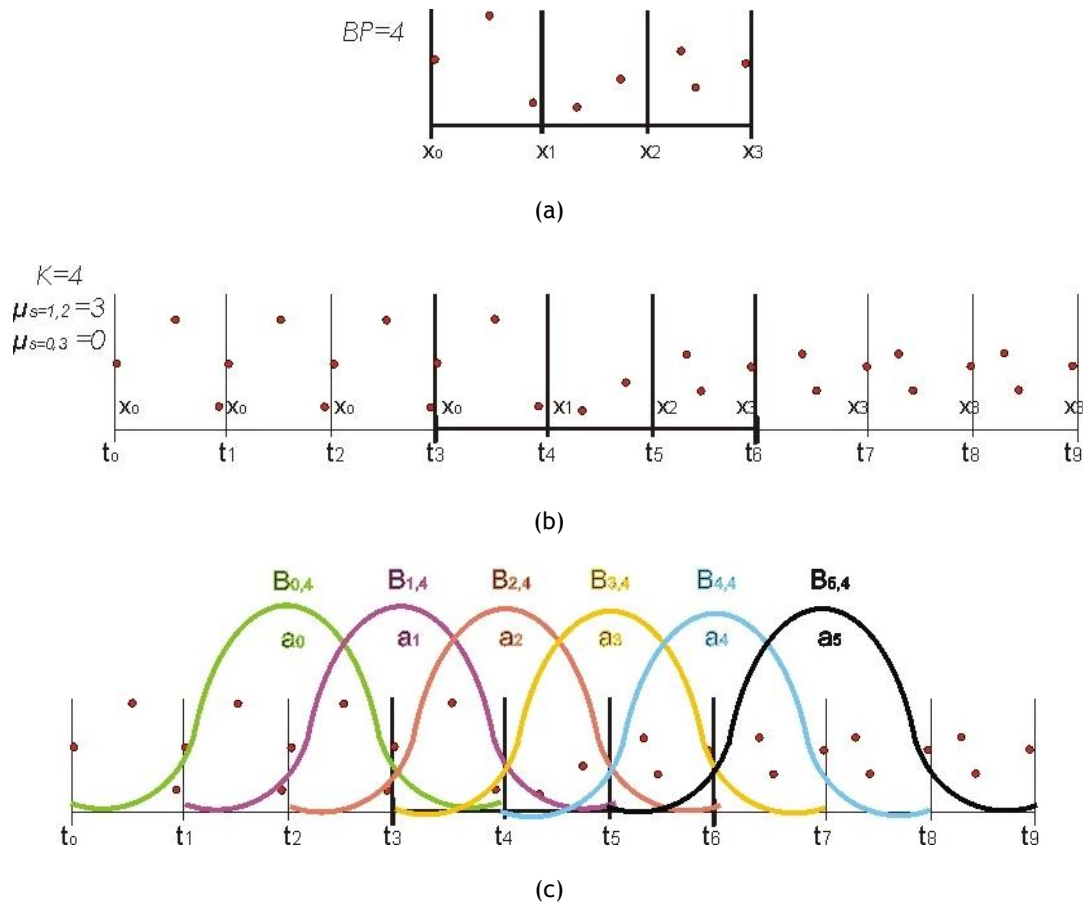 BP=4
x₀ x₁ x₂ x₃
(a)
K=4
μs=1,2=3
μs=0,3=0
x₀ x₀ x₀ x₀ x₁ x₂ x₃ x₃ x₃ x₃
t₀ t₁ t₂ t₃ t₄ t₅ t₆ t₇ t₈ t₉
(b)
B₀,₄ B₁,₄ B₂,₄ B₃,₄ B₄,₄ B₅,₄
a₀ a₁ a₂ a₃ a₄ a₅
t₀ t₁ t₂ t₃ t₄ t₅ t₆ t₇ t₈ t₉
(c)